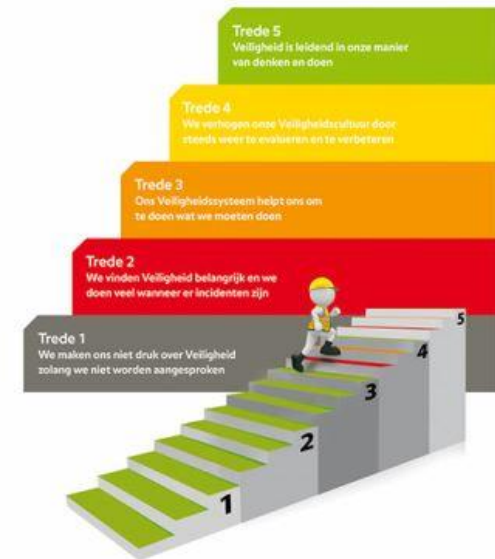 Trede 5
Veiligheid is leidend in onze manier
van denken en doen
Trede 4
We verhogen onze Veiligheidscultuur door
steeds weer te evalueren en te verbeteren
Trede 3
Ons Veiligheidssysteem helpt ons om
te doen wat we moeten doen
Trede 2
We vinden Veiligheid belangrijk en we
doen veel wanneer er incidenten zijn
Trede 1
We maken ons niet druk over Veiligheid
zolang we niet worden aangesproken
5
4
3
2
1